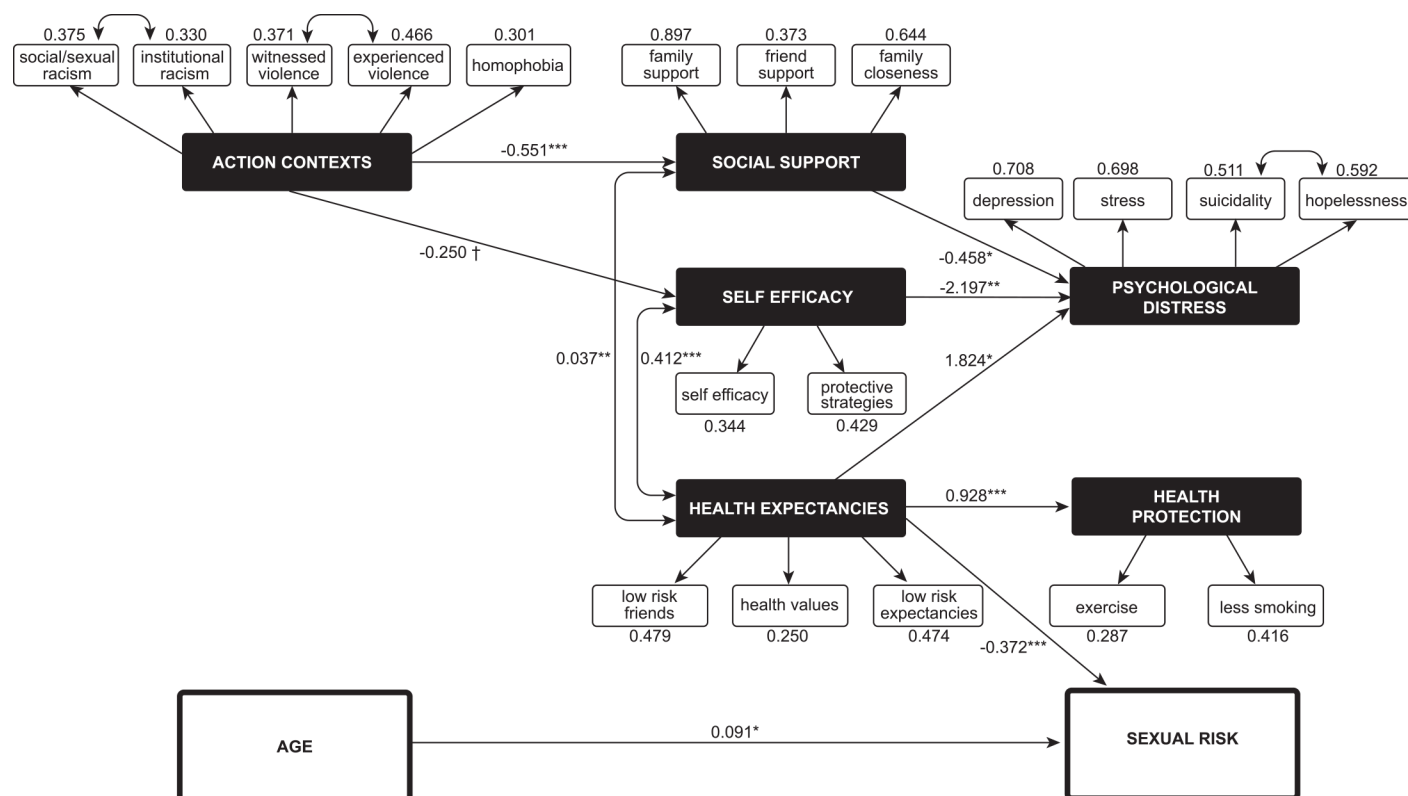 0.375
0.330
0.371
0.466
0.301
social/sexual
racism
institutional
racism
witnessed
violence
experienced
violence
homophobia
0.897
0.373
0.644
family
support
friend
support
family
closeness
ACTION CONTEXTS
-0.551***
SOCIAL SUPPORT
0.708
0.698
0.511
0.592
depression
stress
suicidality
hopelessness
-0.250 †
-0.458*
SELF EFFICACY
-2.197**
PSYCHOLOGICAL
DISTRESS
0.037**
0.412***
1.824*
self efficacy
0.344
protective
strategies
0.429
HEALTH EXPECTANCIES
0.928***
HEALTH
PROTECTION
low risk
friends
0.479
health values
0.250
low risk
expectancies
0.474
exercise
0.287
less smoking
0.416
-0.372***
AGE
0.091*
SEXUAL RISK